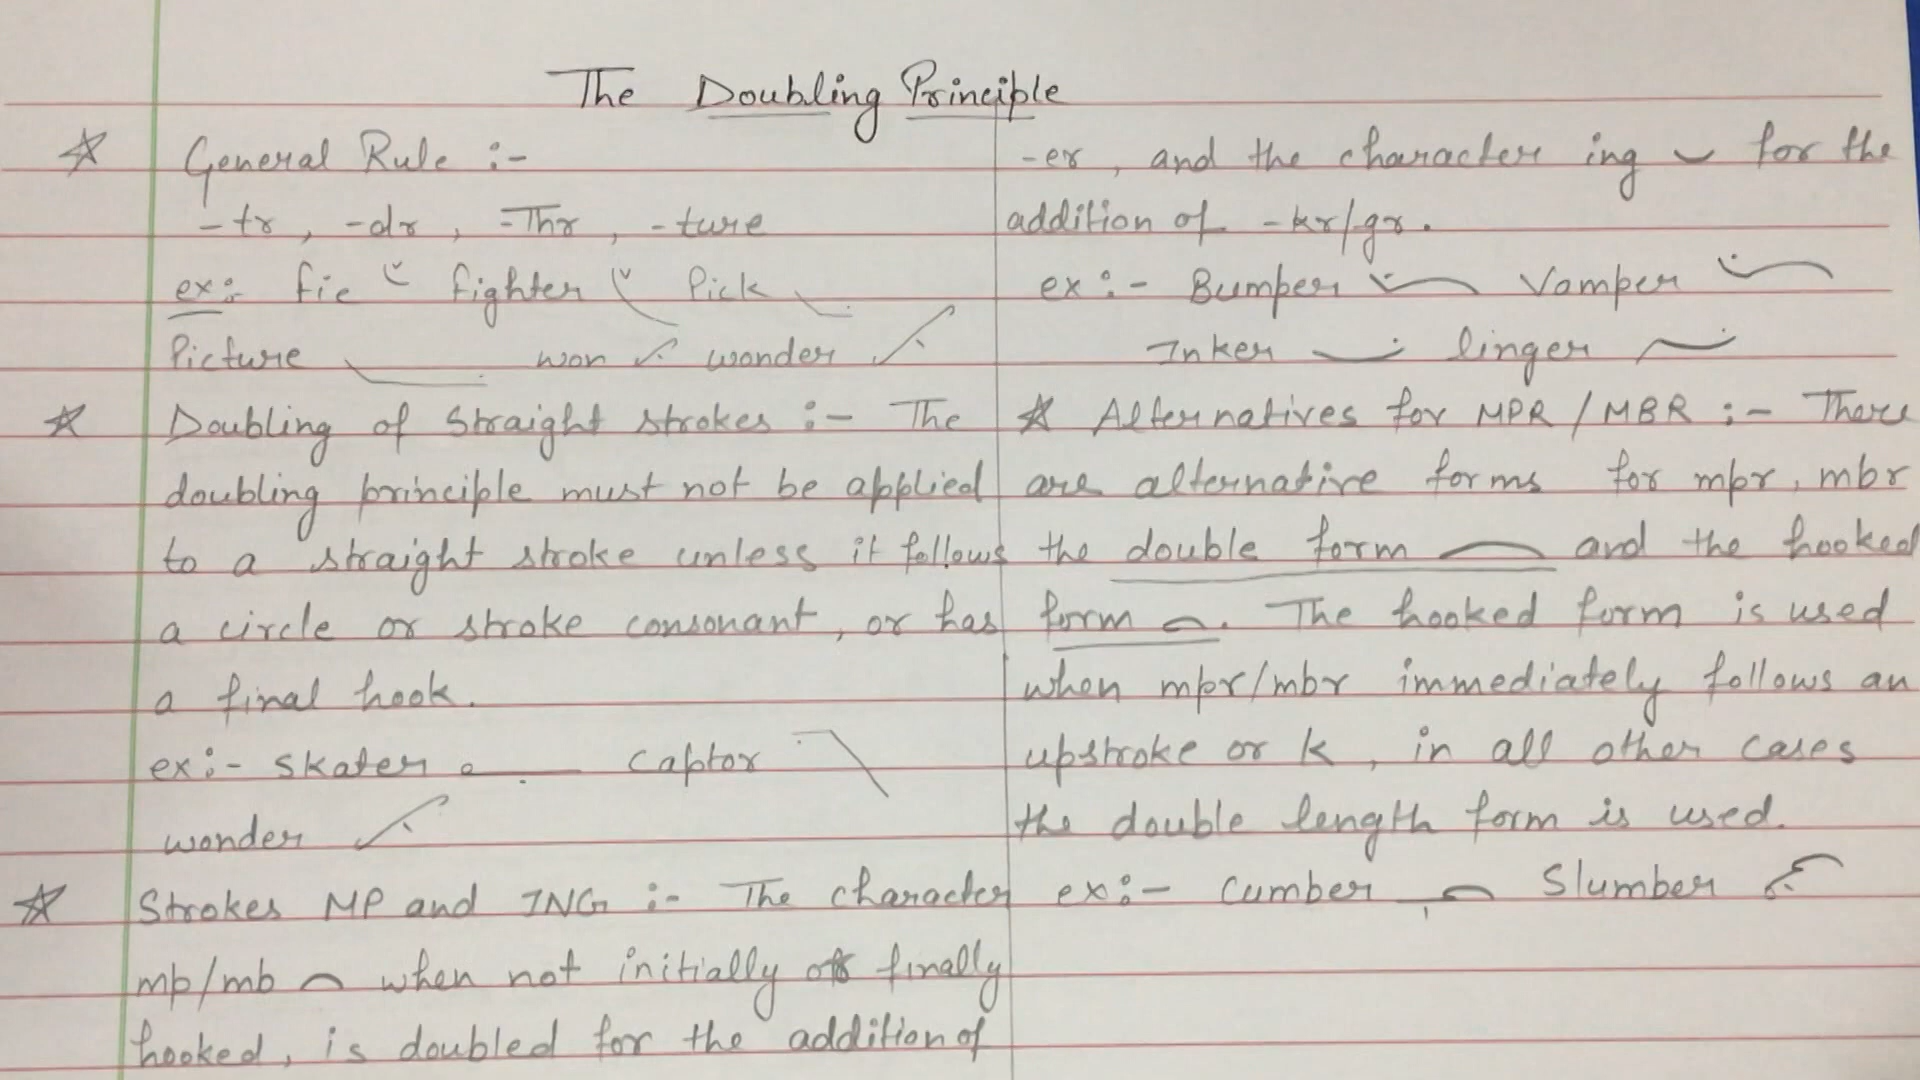 The Doubling Principle
General Rule :-
-tr, -dr, -Thr, -ture
ex:- fie fighter Pick
Picture won wonder
Doubling of Straight strokes :- The
doubling principle must not be applied
to a straight stroke unless it follows
a circle or stroke consonant, or has
a final hook.
ex:- skater captor
wonder
Strokes MP and ING :- The character
mp/mb when not initially or finally
hooked, is doubled for the addition of
-er, and the character ing for the
addition of -kr/gr.
ex:- Bumper Vamper
Inker linger
Alternatives for MPR/MBR :- There
are alternative forms for mpr, mbr
the double form and the hooked
form. The hooked form is used
when mpr/mbr immediately follows an
upstroke or k, in all other cases
the double length form is used.
ex:- Cumber Slumber